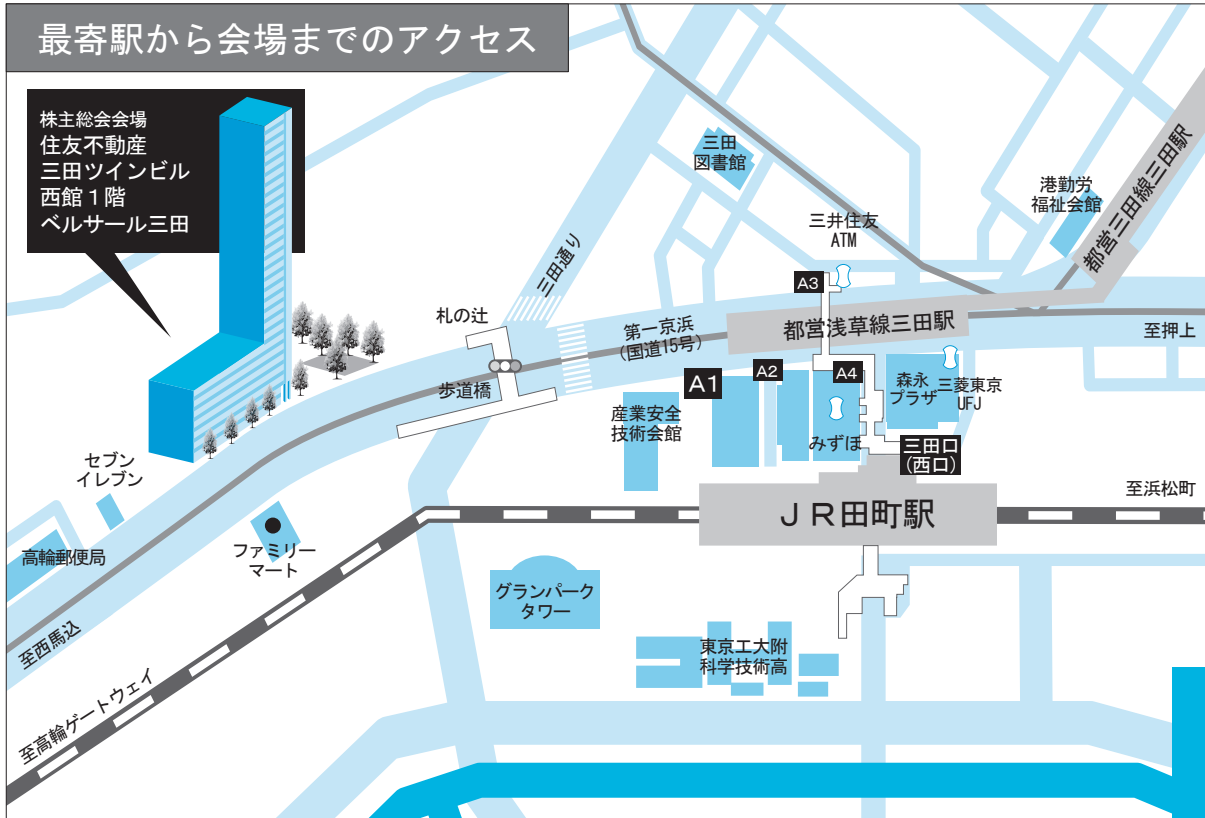 最寄駅から会場までのアクセス
株主総会会場
住友不動産
三田ツインビル
西館1階
ベルサール三田
三田
図書館
港勤労
福祉会館
都営三田線三田駅
三井住友
ATM
三田通り
A3
札の辻
第一京浜
(国道15号)
都営浅草線三田駅
至押上
歩道橋
A1
A2
A4
森永
プラザ
三菱東京
UFJ
産業安全
技術会館
みずほ
三田口
(西口)
セブン
イレブン
至浜松町
JR田町駅
高輪郵便局
ファミリー
マート
グランパーク
タワー
至西馬込
東京工大附
科学技術高
至高輪ゲートウェイ